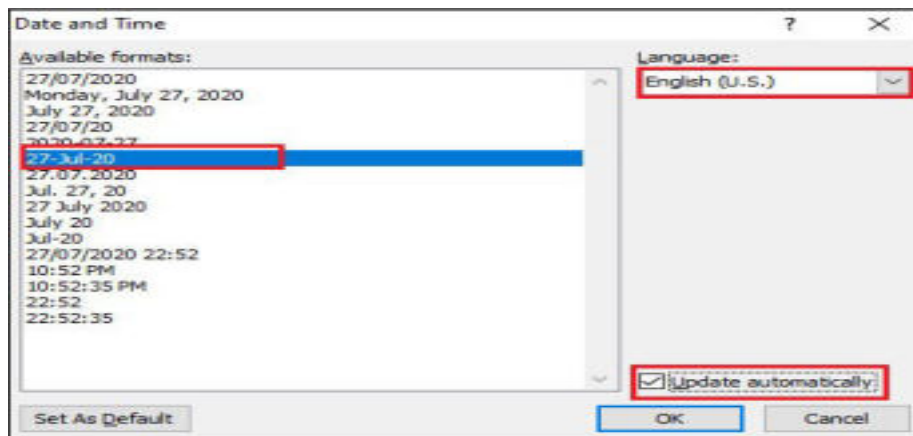 Date and Time
?
Available formats:
Language:
27/07/2020
Monday, July 27, 2020
July 27, 2020
27/07/20
2020-07-27
27-Jul-20
27.07.2020
Jul. 27, 20
27 July 2020
July 20
Jul-20
27/07/2020 22:52
10:52 PM
10:52:35 PM
22:52
22:52:35
English (U.S.)
Update automatically
Set As Default
OK
Cancel